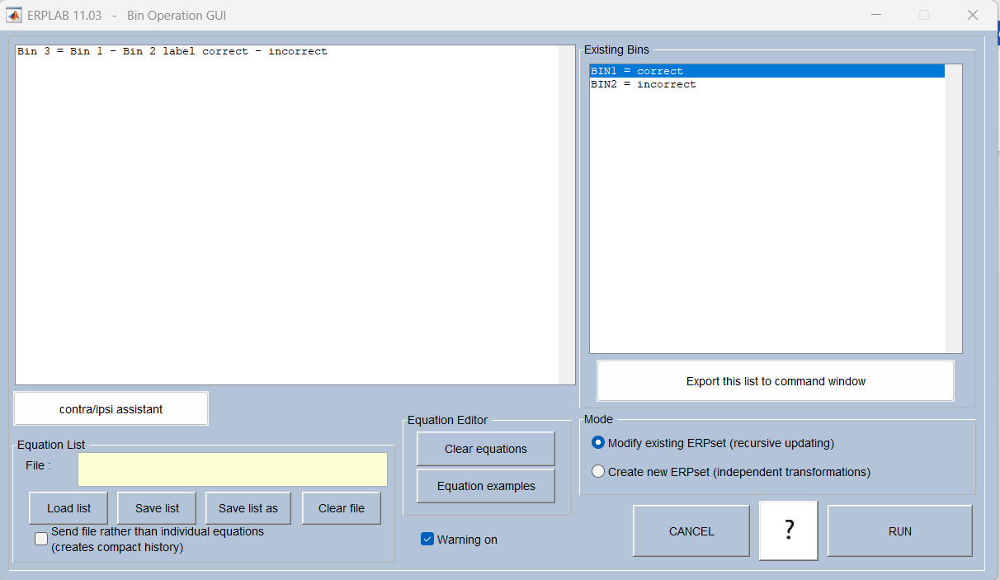 ERPLAB 11.03 - Bin Operation GUI
Bin 3 = Bin 1 - Bin 2 label correct - incorrect
Existing Bins
BIN1 = correct
BIN2 = incorrect
Export this list to command window
contra/ipsi assistant
Equation List
File :
Load list
Save list
Save list as
Clear file
Send file rather than individual equations
(creates compact history)
Equation Editor
Clear equations
Equation examples
Warning on
Mode
Modify existing ERPset (recursive updating)
Create new ERPset (independent transformations)
CANCEL
?
RUN